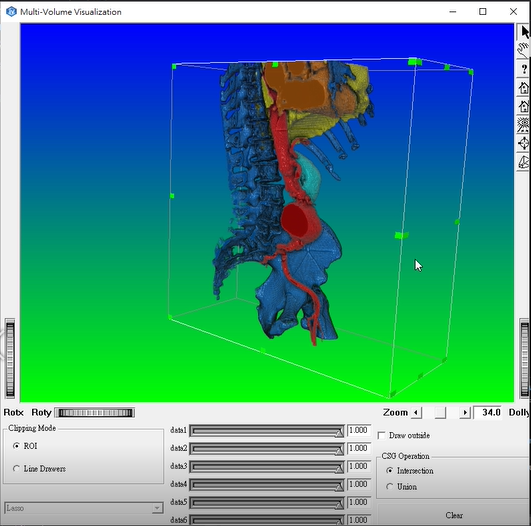 Multi-Volume Visualization
?
Rotx Roty
Zoom 34.0 Dolly
Clipping Mode
ROI
Line Drawers
Lasso
data1 1.000
data2 1.000
data3 1.000
data4 1.000
data5 1.000
data6 1.000
Draw outside
CSG Operation
Intersection
Union
Clear